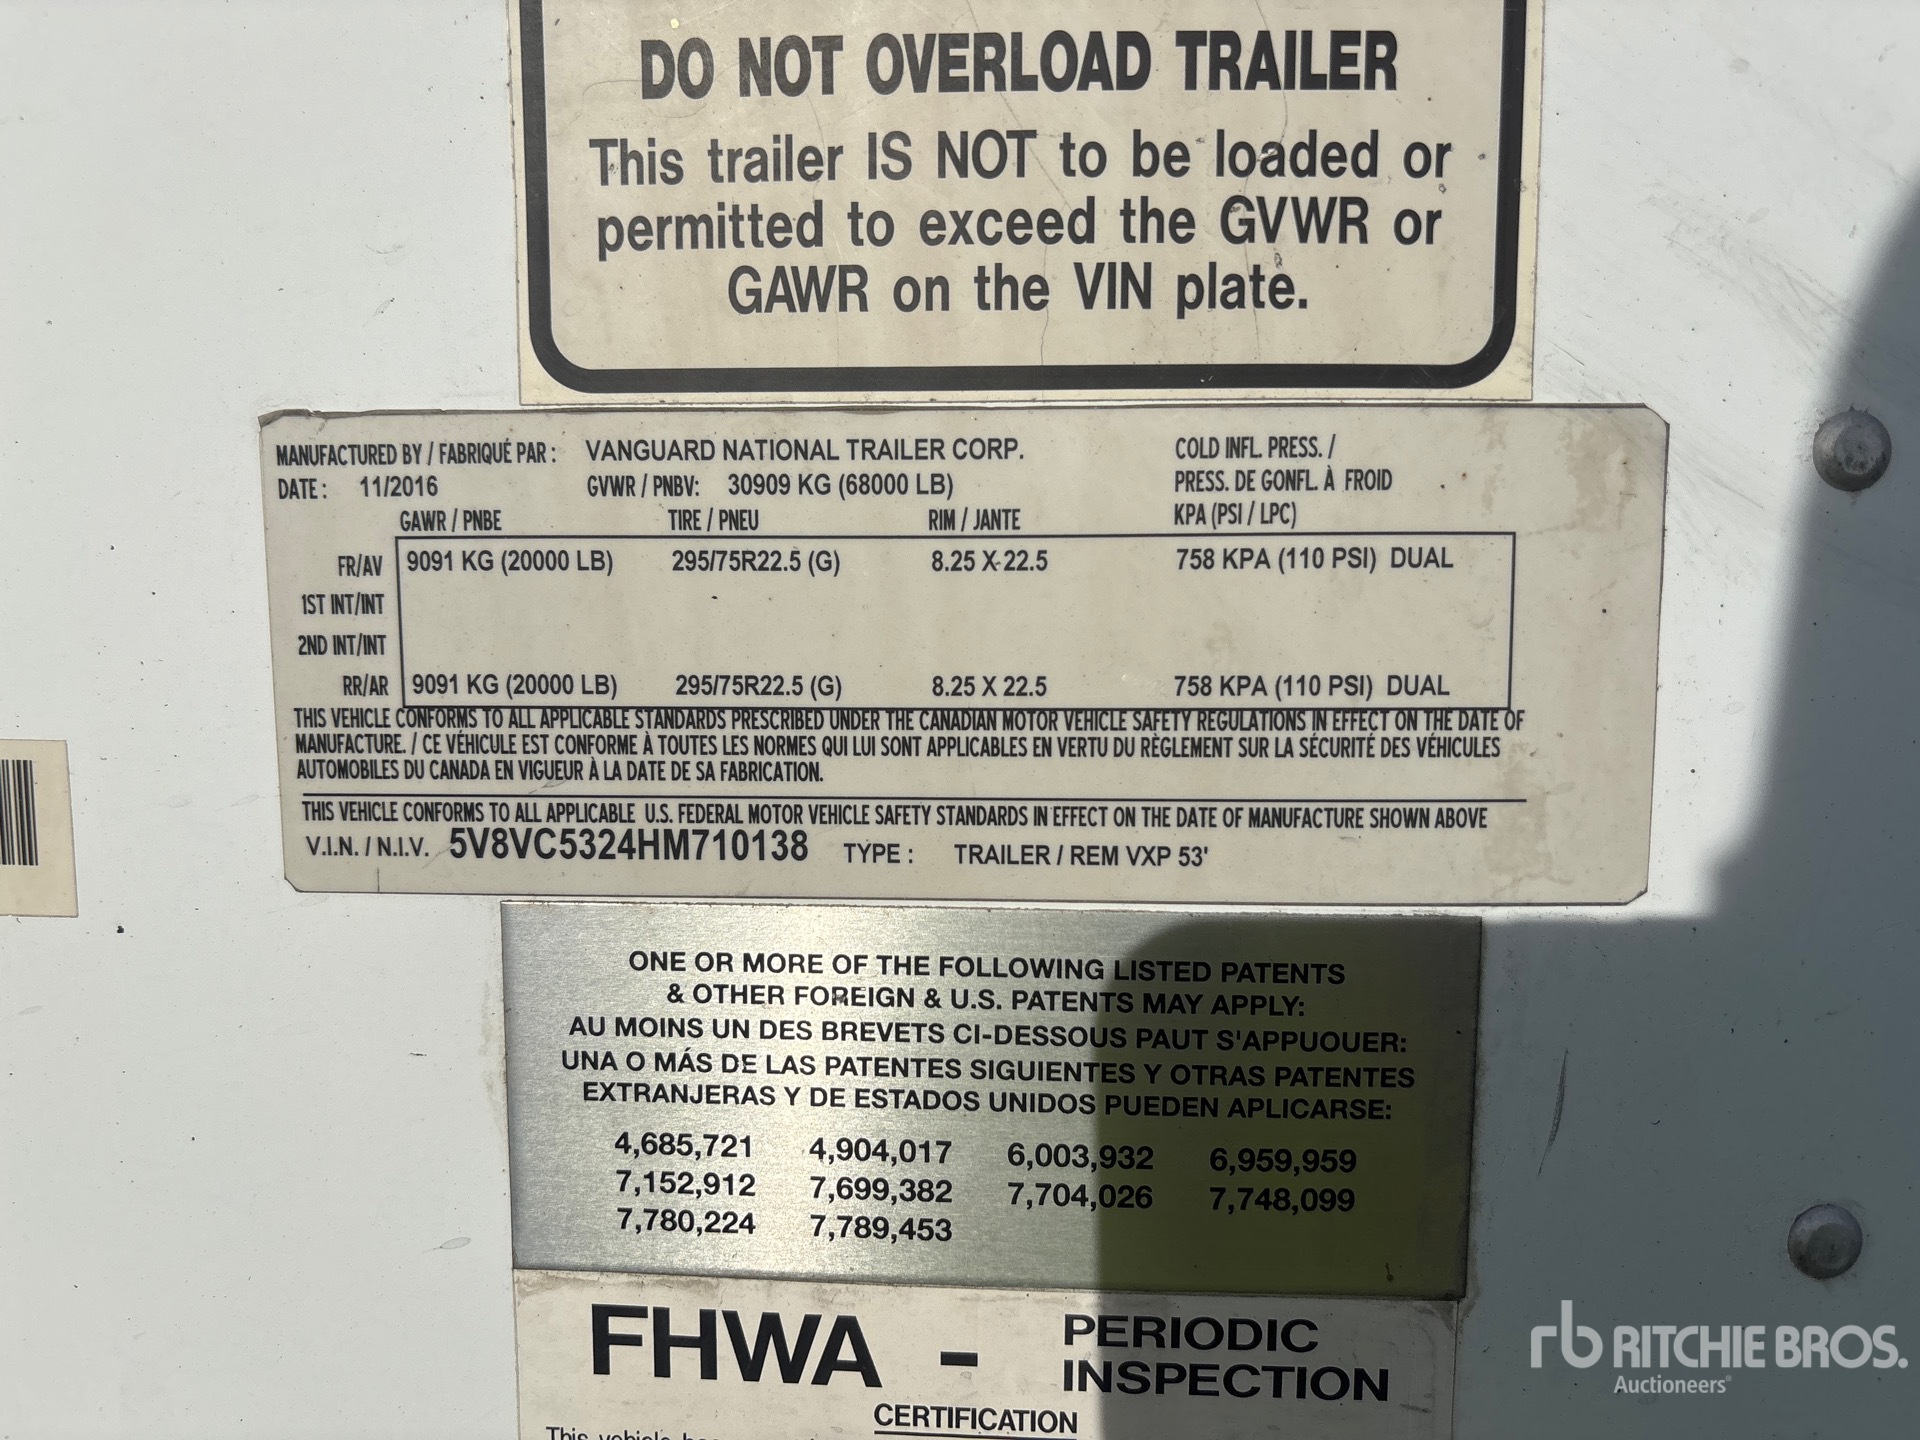 DO NOT OVERLOAD TRAILER
This trailer IS NOT to be loaded or
permitted to exceed the GVWR or
GAWR on the VIN plate.
MANUFACTURED BY / FABRIQUÉ PAR : VANGUARD NATIONAL TRAILER CORP. COLD INFL. PRESS. /
DATE : 11/2016 GVWR / PNBV: 30909 KG (68000 LB) PRESS. DE GONFL. À FROID
GAWR / PNBE TIRE / PNEU RIM / JANTE KPA (PSI / LPC)
FR/AV 9091 KG (20000 LB) 295/75R22.5 (G) 8.25 X 22.5 758 KPA (110 PSI) DUAL
1ST INT/INT
2ND INT/INT
RR/AR 9091 KG (20000 LB) 295/75R22.5 (G) 8.25 X 22.5 758 KPA (110 PSI) DUAL
THIS VEHICLE CONFORMS TO ALL APPLICABLE STANDARDS PRESCRIBED UNDER THE CANADIAN MOTOR VEHICLE SAFETY REGULATIONS IN EFFECT ON THE DATE OF
MANUFACTURE. / CE VÉHICULE EST CONFORME À TOUTES LES NORMES QUI LUI SONT APPLICABLES EN VERTU DU RÈGLEMENT SUR LA SÉCURITÉ DES VÉHICULES
AUTOMOBILES DU CANADA EN VIGUEUR À LA DATE DE SA FABRICATION.
THIS VEHICLE CONFORMS TO ALL APPLICABLE U.S. FEDERAL MOTOR VEHICLE SAFETY STANDARDS IN EFFECT ON THE DATE OF MANUFACTURE SHOWN ABOVE
V.I.N. / N.I.V. 5V8VC5324HM710138 TYPE : TRAILER / REM VXP 53'
ONE OR MORE OF THE FOLLOWING LISTED PATENTS
& OTHER FOREIGN & U.S. PATENTS MAY APPLY:
AU MOINS UN DES BREVETS CI-DESSOUS PAUT S'APPUOUER:
UNA O MÁS DE LAS PATENTES SIGUIENTES Y OTRAS PATENTES
EXTRANJERAS Y DE ESTADOS UNIDOS PUEDEN APLICARSE:
4,685,721 4,904,017 6,003,932 6,959,959
7,152,912 7,699,382 7,704,026 7,748,099
7,780,224 7,789,453
FHWA - PERIODIC
INSPECTION
CERTIFICATION
This vehicle
rb RITCHIE BROS.
Auctioneers